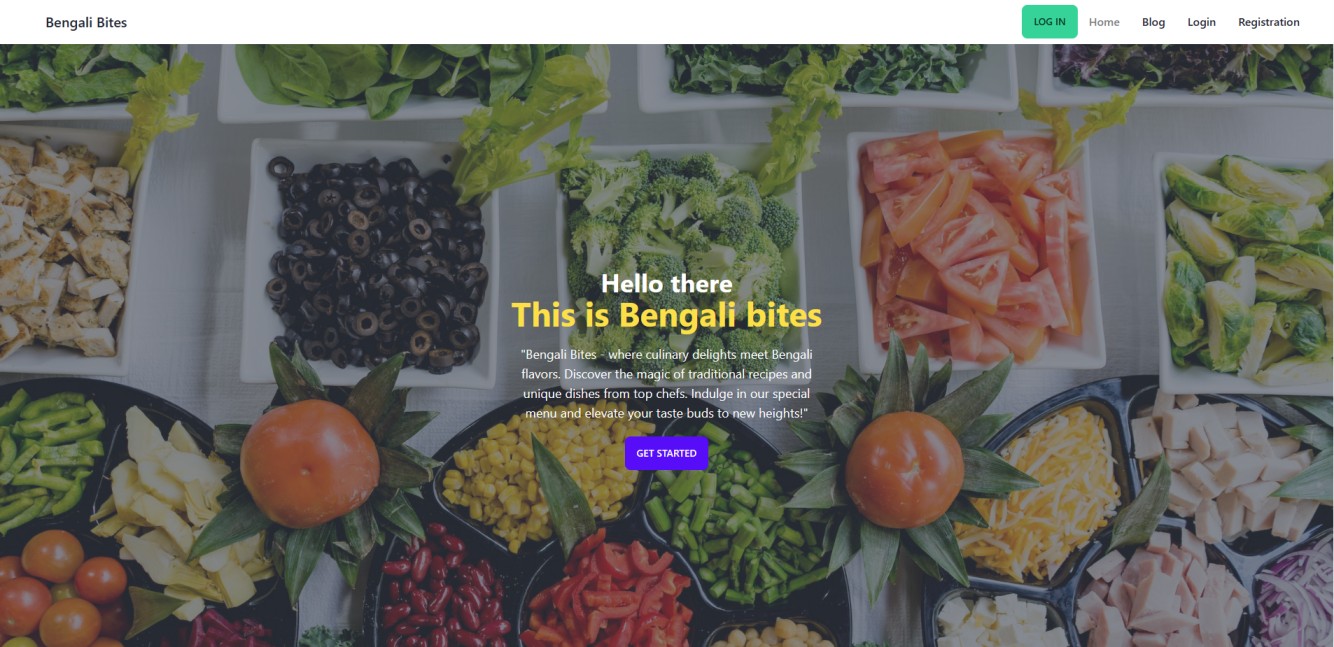 Bengali Bites
LOG IN
Home
Blog
Login
Registration
Hello there
This is Bengali bites
"Bengali Bites - where culinary delights meet Bengali
flavors. Discover the magic of traditional recipes and
unique dishes from top chefs. Indulge in our special
menu and elevate your taste buds to new heights!"
GET STARTED